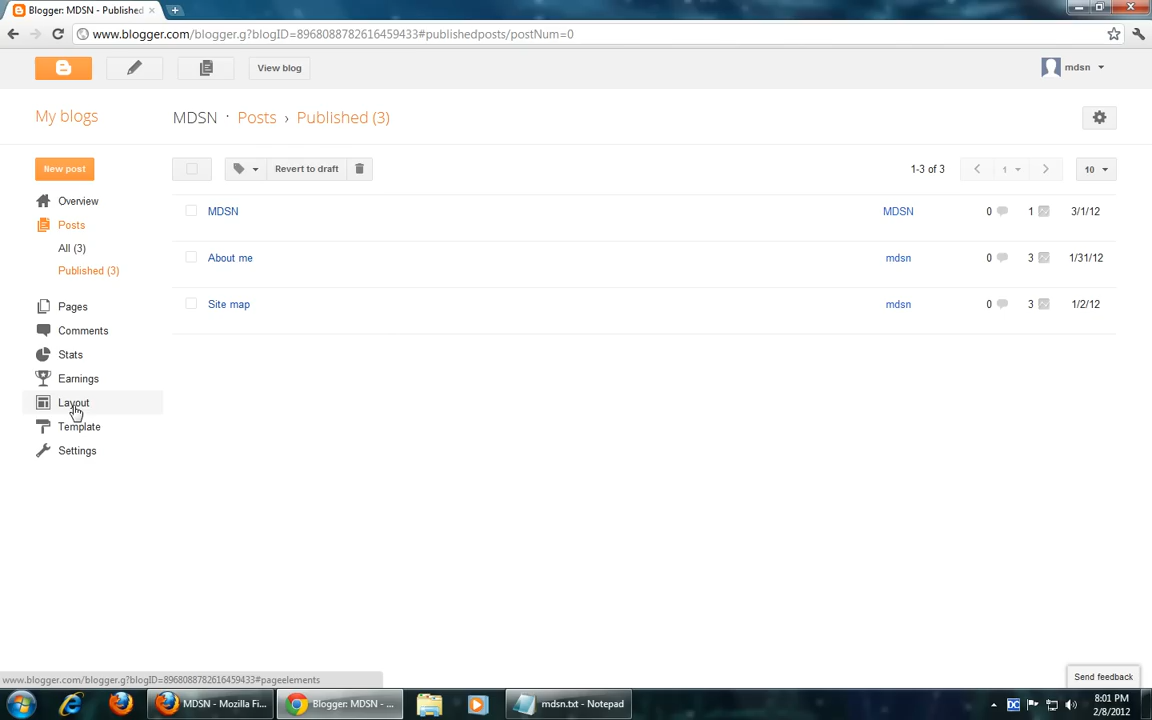 Blogger: MDSN - Published
www.blogger.com/blogger.g?blogID=8968088782616459433#publishedposts/postNum=0
View blog
mdsn
My blogs
MDSN · Posts › Published (3)
New post
Revert to draft
1-3 of 3
1
10
Overview
Posts
All (3)
Published (3)
Pages
Comments
Stats
Earnings
Layout
Template
Settings
MDSN MDSN 0 1 3/1/12
About me mdsn 0 3 1/31/12
Site map mdsn 0 3 1/2/12
www.blogger.com/blogger.g?blogID=8968088782616459433#pageelements
Send feedback
MDSN - Mozilla Fi...
Blogger: MDSN - ...
mdsn.txt - Notepad
DC
8:01 PM
2/8/2012